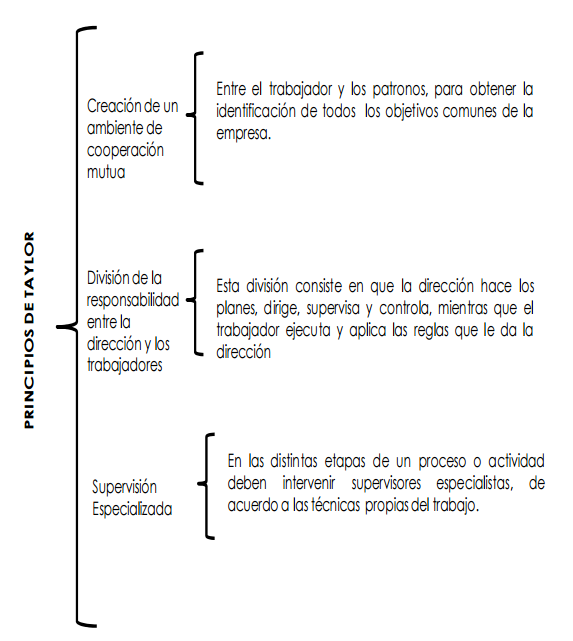 PRINCIPIOS DE TAYLOR
Creación de un
ambiente de
cooperación
mutua
Entre el trabajador y los patronos, para obtener la
identificación de todos los objetivos comunes de la
empresa.
División de la
responsabilidad
entre la
dirección y los
trabajadores
Esta división consiste en que la dirección hace los
planes, dirige, supervisa y controla, mientras que el
trabajador ejecuta y aplica las reglas que le da la
dirección
Supervisión
Especializada
En las distintas etapas de un proceso o actividad
deben intervenir supervisores especialistas, de
acuerdo a las técnicas propias del trabajo.